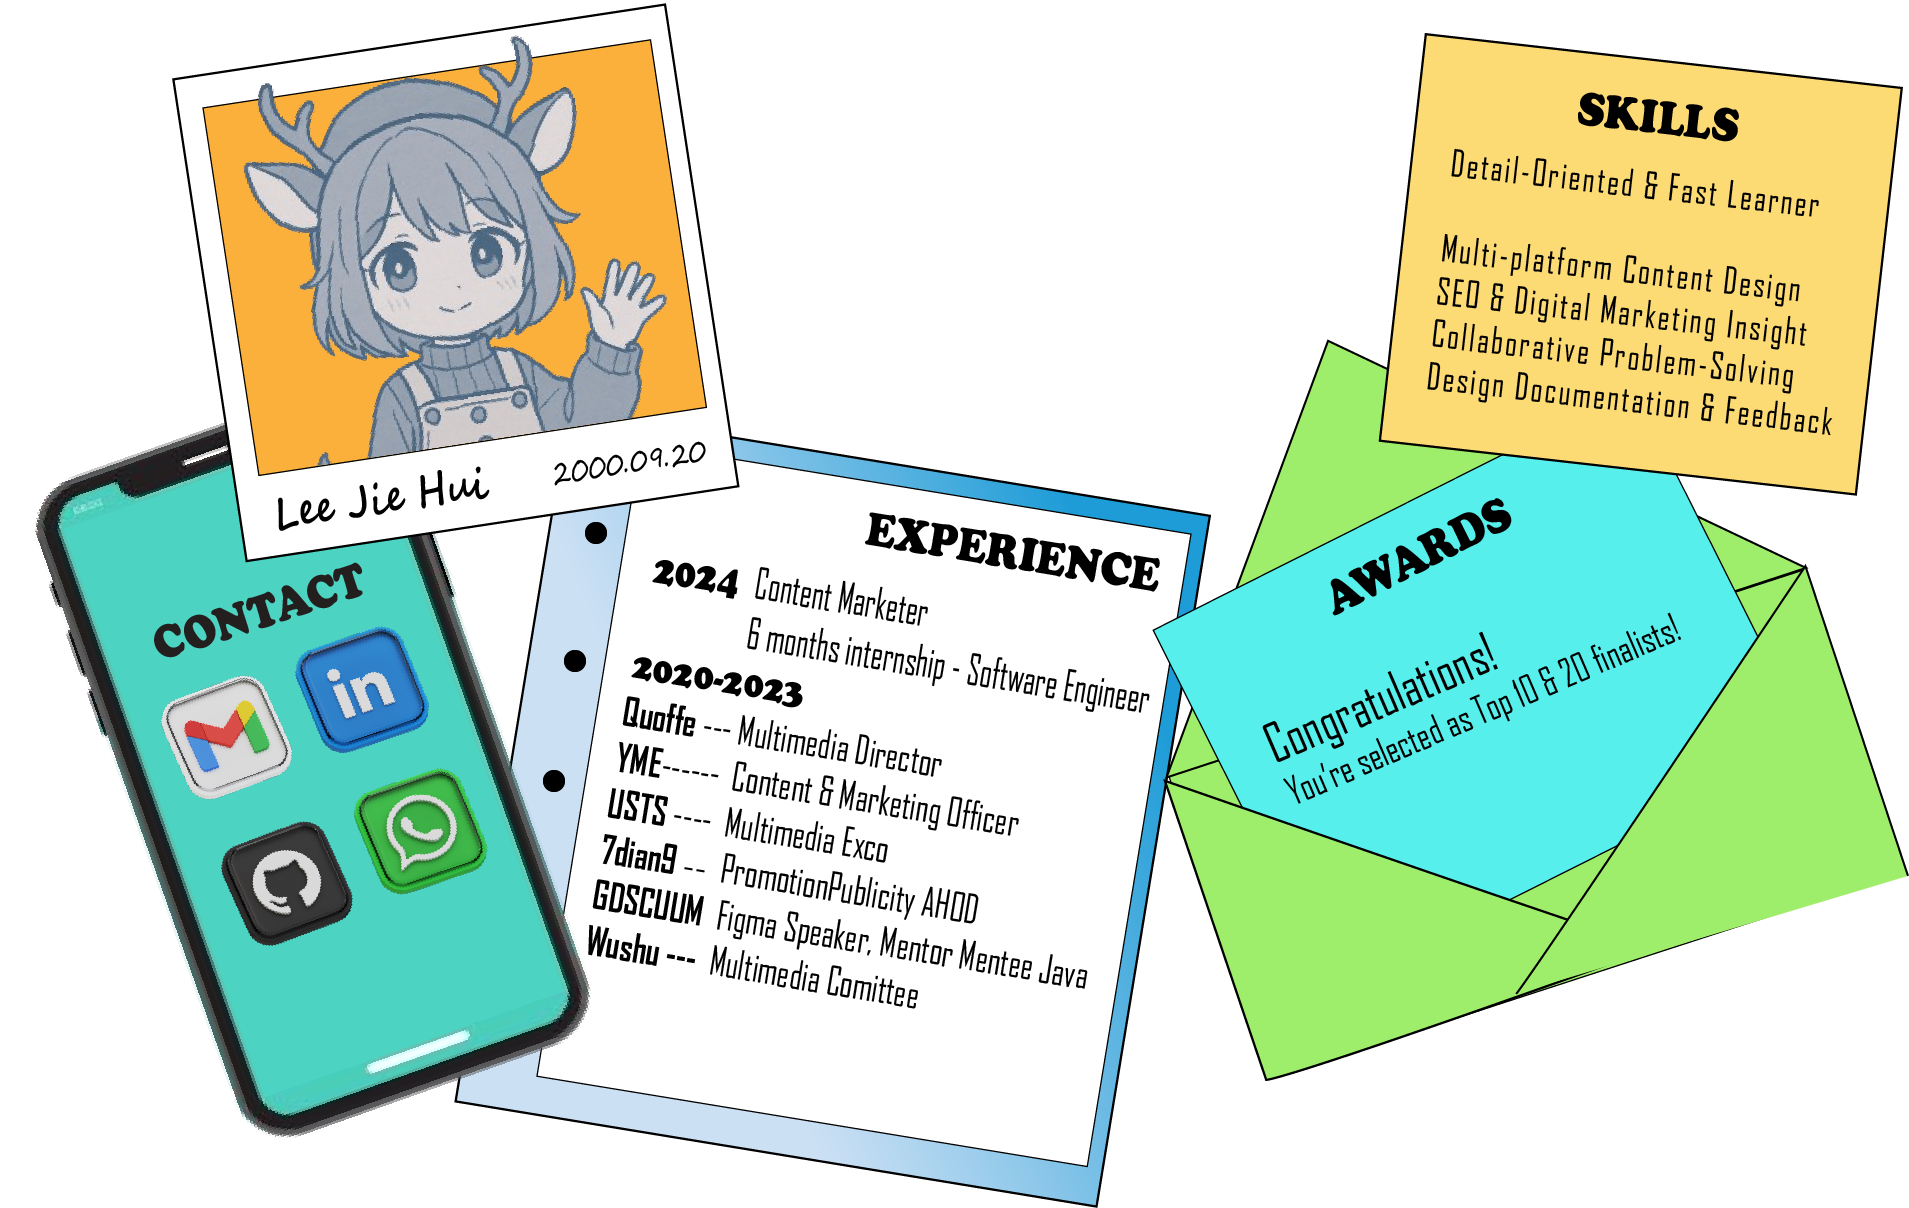 Lee Jie Hui
2000.09.20
CONTACT
in
EXPERIENCE
2024 Content Marketer
6 months internship - Software Engineer
2020-2023
Quoffe --- Multimedia Director
YME------ Content & Marketing Officer
USTS ---- Multimedia Exco
7dian9 -- PromotionPublicity AHOD
GDSCUUM Figma Speaker, Mentor Mentee Java
Wushu --- Multimedia Comittee
SKILLS
Detail-Oriented & Fast Learner
Multi-platform Content Design
SEO & Digital Marketing Insight
Collaborative Problem-Solving
Design Documentation & Feedback
AWARDS
Congratulations!
You're selected as Top 10 & 20 finalists!